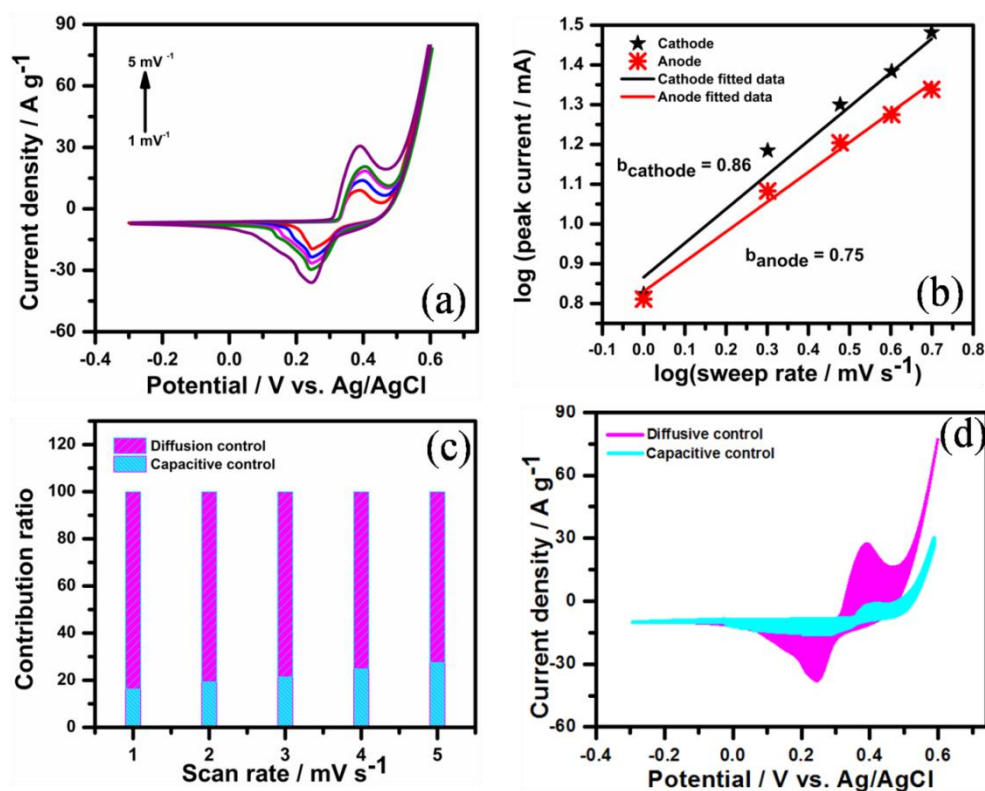 (a)
5 mV -1
1 mV-1
Current density / A g-1
90
60
30
0
-30
-60
-0.4 -0.2 0.0 0.2 0.4 0.6
Potential / V vs. Ag/AgCl
(b)
Cathode
Anode
Cathode fitted data
Anode fitted data
bcathode = 0.86
banode = 0.75
log (peak current / mA)
1.5
1.4
1.3
1.2
1.1
1.0
0.9
0.8
-0.1 0.0 0.1 0.2 0.3 0.4 0.5 0.6 0.7 0.8
log(sweep rate / mV s-1)
(c)
Diffusion control
Capacitive control
Contribution ratio
120
100
80
60
40
20
0
1 2 3 4 5
Scan rate / mV s-1
(d)
Diffusive control
Capacitive control
Current density / A g-1
90
60
30
0
-30
-60
-0.4 -0.2 0.0 0.2 0.4 0.6
Potential / V vs. Ag/AgCl